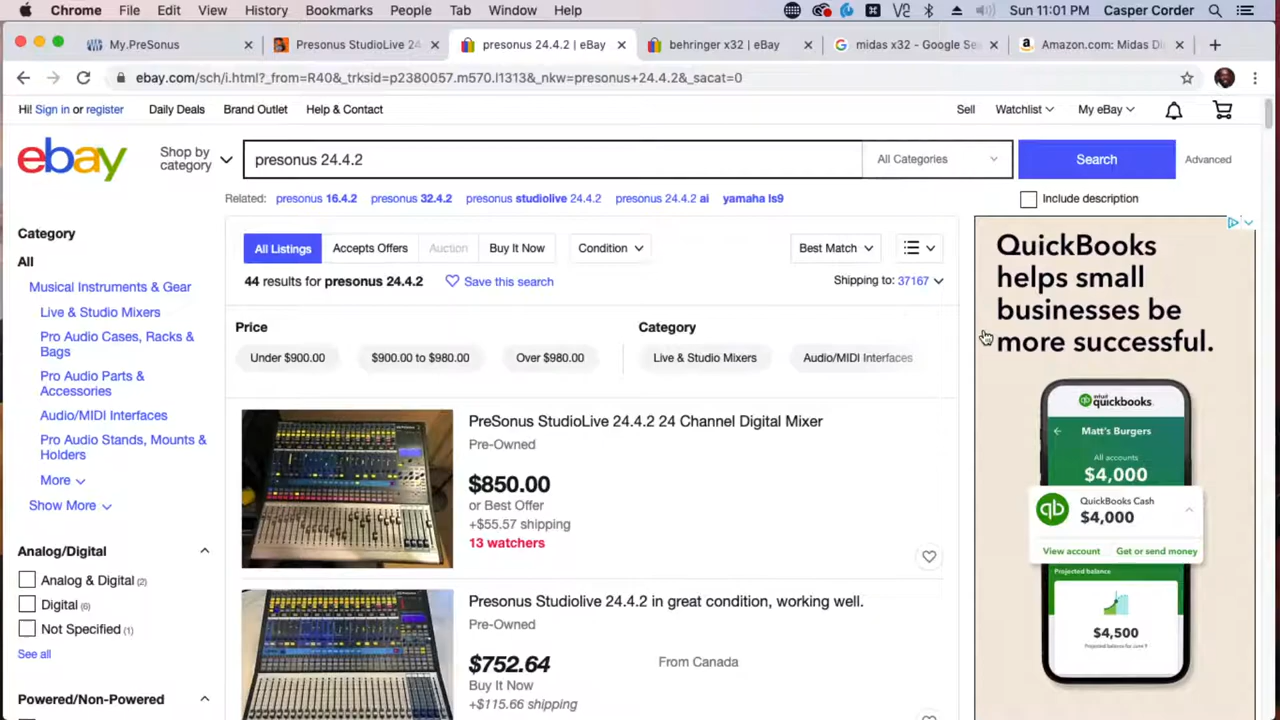 Chrome File Edit View History Bookmarks People Tab Window Help Sun 11:01 PM Casper Corder
My.PreSonus Presonus StudioLive 24 presonus 24.4.2 | eBay behringer x32 | eBay midas x32 - Google Se Amazon.com: Midas Di
ebay.com/sch/i.html?_from=R40&_trksid=p2380057.m570.l1313&_nkw=presonus+24.4.2&_sacat=0
Hi! Sign in or register Daily Deals Brand Outlet Help & Contact Sell Watchlist My eBay
ebay
Shop by
category
presonus 24.4.2 All Categories Search Advanced
Related: presonus 16.4.2 presonus 32.4.2 presonus studiolive 24.4.2 presonus 24.4.2 ai yamaha ls9 Include description
Category
All
Musical Instruments & Gear
Live & Studio Mixers
Pro Audio Cases, Racks &
Bags
Pro Audio Parts &
Accessories
Audio/MIDI Interfaces
Pro Audio Stands, Mounts &
Holders
More
Show More
Analog/Digital
Analog & Digital (2)
Digital (6)
Not Specified (1)
See all
Powered/Non-Powered
All Listings Accepts Offers Auction Buy It Now Condition Best Match
44 results for presonus 24.4.2 Save this search Shipping to: 37167
Price
Under $900.00 $900.00 to $980.00 Over $980.00
Category
Live & Studio Mixers Audio/MIDI Interfaces
PreSonus StudioLive 24.4.2 24 Channel Digital Mixer
Pre-Owned
$850.00
or Best Offer
+$55.57 shipping
13 watchers
Presonus Studiolive 24.4.2 in great condition, working well.
Pre-Owned
$752.64 From Canada
Buy It Now
+$115.66 shipping
QuickBooks
helps small
businesses be
more successful.
intuit
quickbooks.
Matt's Burgers
All accounts
$4,000
qb
QuickBooks Cash
$4,000
View account Get or send money
Projected balance
$4,500